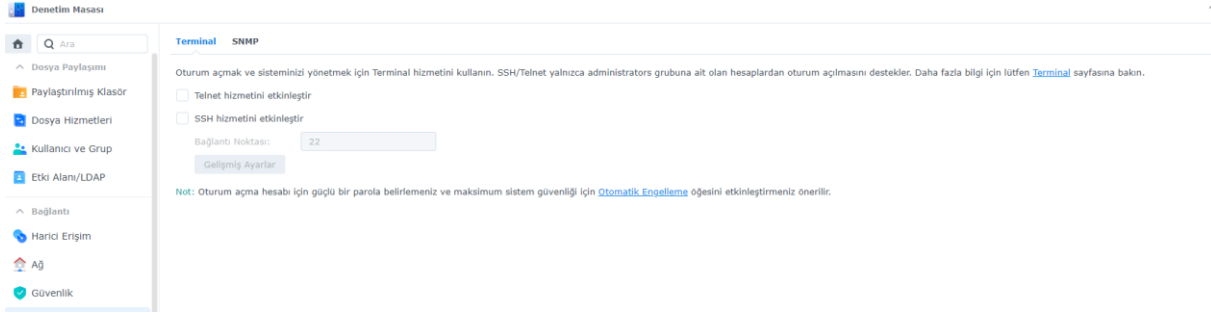 Denetim Masası
Ara
Dosya Paylaşımı
Paylaştırılmış Klasör
Dosya Hizmetleri
Kullanıcı ve Grup
Etki Alanı/LDAP
Bağlantı
Harici Erişim
Ağ
Güvenlik
Terminal SNMP
Oturum açmak ve sisteminizi yönetmek için Terminal hizmetini kullanın. SSH/Telnet yalnızca administrators grubuna ait olan hesaplardan oturum açılmasını destekler. Daha fazla bilgi için lütfen Terminal sayfasına bakın.
Telnet hizmetini etkinleştir
SSH hizmetini etkinleştir
Bağlantı Noktası: 22
Gelişmiş Ayarlar
Not: Oturum açma hesabı için güçlü bir parola belirlemeniz ve maksimum sistem güvenliği için Otomatik Engelleme öğesini etkinleştirmeniz önerilir.